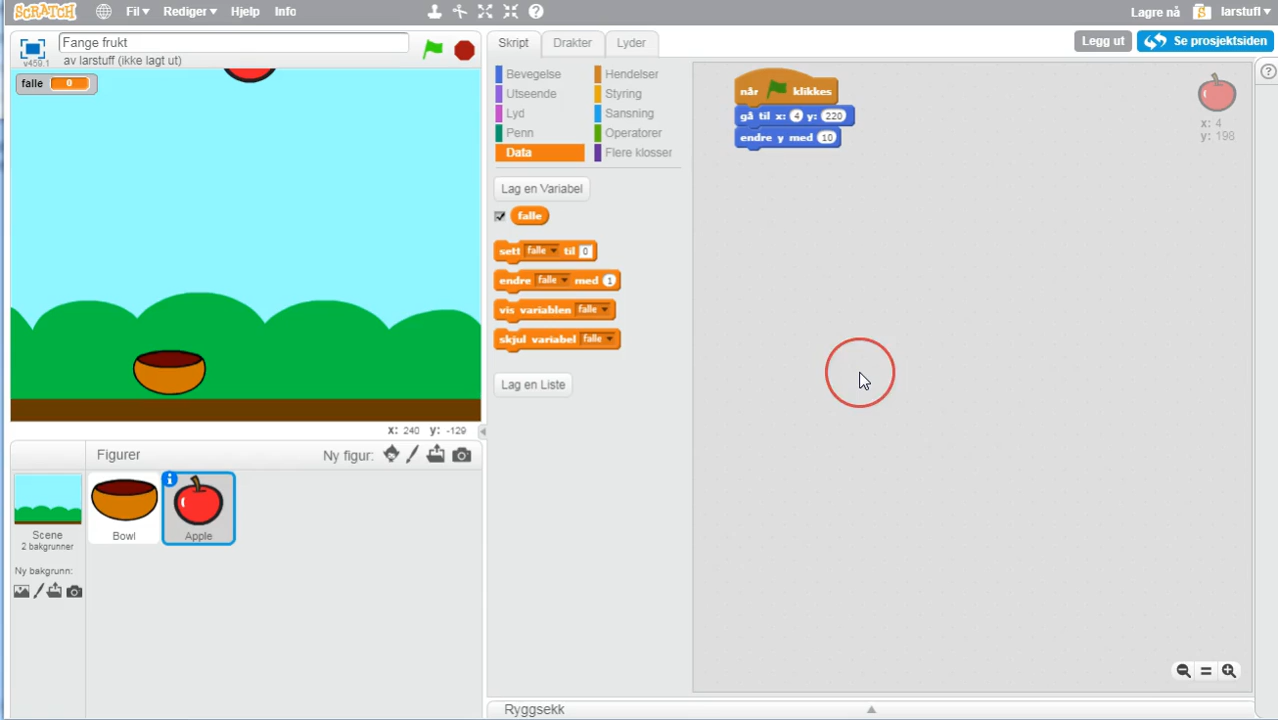 SCRATCH Fil Rediger Hjelp Info Lagre nå larstuff
v459.1 Fange frukt
av larstuff (ikke lagt ut)
Skript Drakter Lyder Legg ut Se prosjektsiden
falle 0
Bevegelse Hendelser
Utseende Styring
Lyd Sansning
Penn Operatorer
Data Flere klosser
Lag en Variabel
falle
sett falle til 0
endre falle med 1
vis variablen falle
skjul variabel falle
Lag en Liste
når klikkes
gå til x: 4 y: 220
endre y med 10
x: 4
y: 198
x: 240 y: -129
Figurer Ny figur:
Scene
2 bakgrunner
Bowl
Apple
Ny bakgrunn:
Ryggsekk